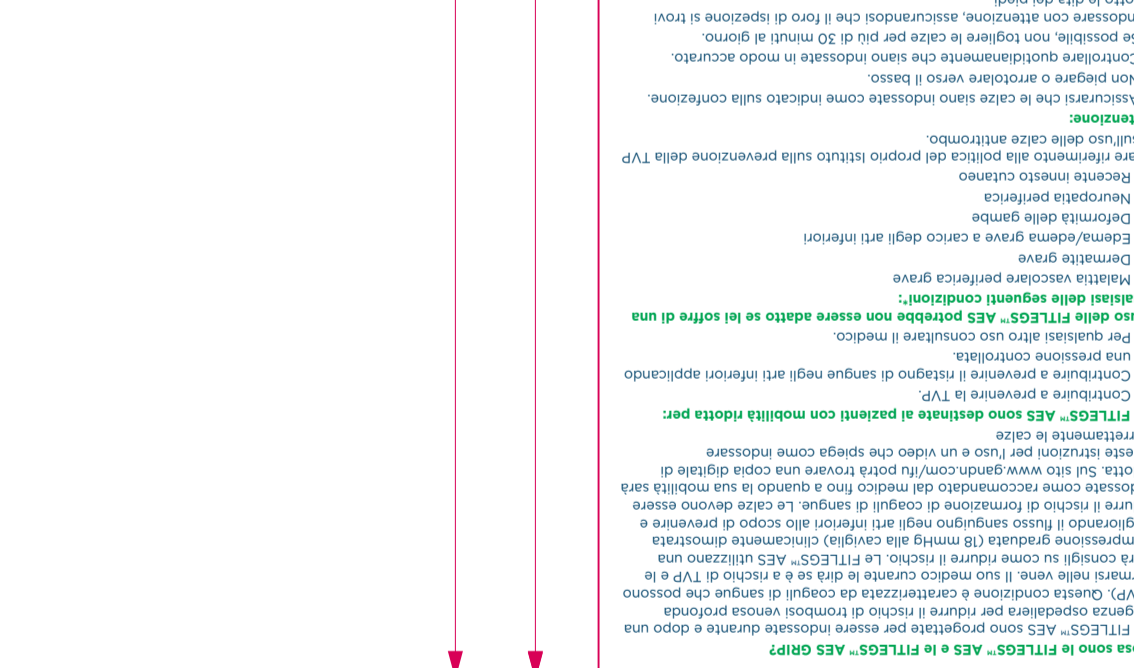 sa sono le FITLEGS™ AES e le FITLEGS™ AES GRIP?
FITLEGS™ AES sono progettate per essere indossate durante e dopo una
genza ospedaliera per ridurre il rischio di trombosi venosa profonda
VP). Questa condizione è caratterizzata da coaguli di sangue che possono
rmarsi nelle vene. Il suo medico curante le dirà se è a rischio di TVP e le
rà consigli su come ridurre il rischio. Le FITLEGS™ AES utilizzano una
mpressione graduata (18 mmHg alla caviglia) clinicamente dimostrata
gliorando il flusso sanguigno negli arti inferiori allo scopo di prevenire e
urre il rischio di formazione di coaguli di sangue. Le calze devono essere
dossate come raccomandato dal medico fino a quando la sua mobilità sarà
otta. Sul sito www.gandn.com/ifu potrà trovare una copia digitale di
este istruzioni per l'uso e un video che spiega come indossare
rrettamente le calze
FITLEGS™ AES sono destinate ai pazienti con mobilità ridotta per:
Contribuire a prevenire la TVP.
Contribuire a prevenire il ristagno di sangue negli arti inferiori applicando
una pressione controllata.
Per qualsiasi altro uso consultare il medico.
uso delle FITLEGS™ AES potrebbe non essere adatto se lei soffre di una
alsiasi delle seguenti condizioni*:
Malattia vascolare periferica grave
Dermatite grave
Edema/edema grave a carico degli arti inferiori
Deformità delle gambe
Neuropatia periferica
Recente innesto cutaneo
are riferimento alla politica del proprio Istituto sulla prevenzione della TVP
sull'uso delle calze antitrombo.
tenzione:
Assicurarsi che le calze siano indossate come indicato sulla confezione.
Non piegare o arrotolare verso il basso.
Controllare quotidianamente che siano indossate in modo accurato.
Se possibile, non togliere le calze per più di 30 minuti al giorno.
ndossare con attenzione, assicurandosi che il foro di ispezione si trovi
otto le dita dei piedi